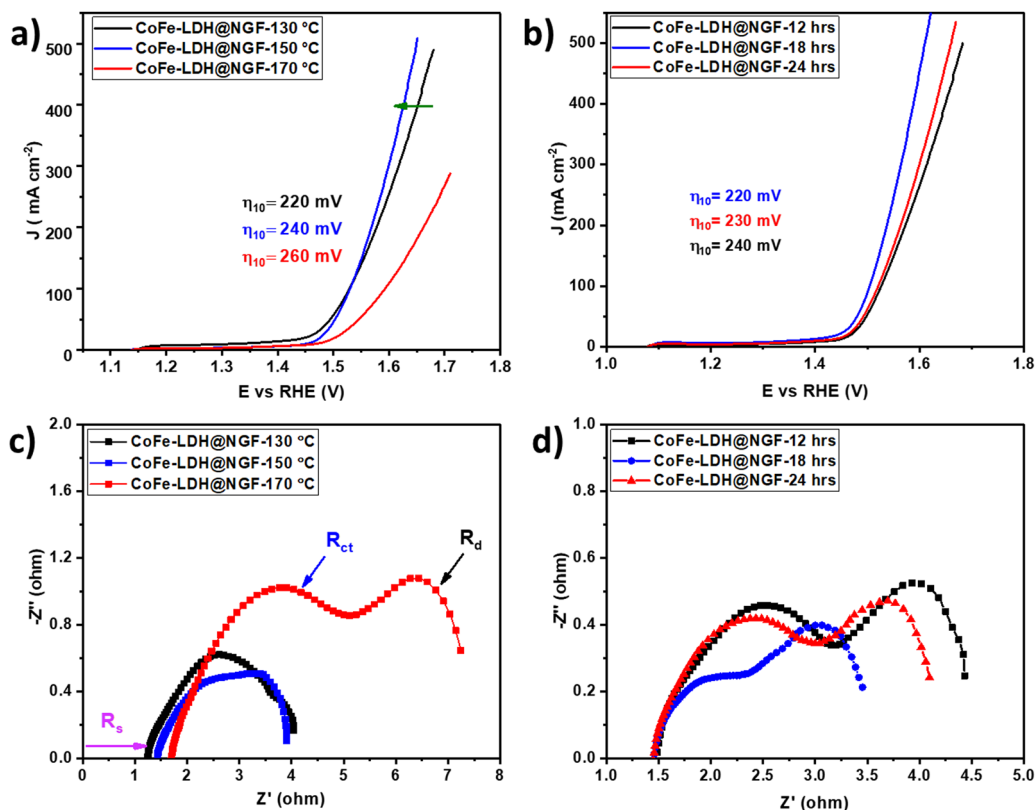 a)
CoFe-LDH@NGF-130 ºC
CoFe-LDH@NGF-150 ºC
CoFe-LDH@NGF-170 ºC
500
400
300
200
100
0
J ( mA cm⁻²)
η₁₀= 220 mV
η₁₀= 240 mV
η₁₀= 260 mV
1.1 1.2 1.3 1.4 1.5 1.6 1.7 1.8
E vs RHE (V)
b)
CoFe-LDH@NGF-12 hrs
CoFe-LDH@NGF-18 hrs
CoFe-LDH@NGF-24 hrs
500
400
300
200
100
0
J (mA cm⁻²)
η₁₀= 220 mV
η₁₀= 230 mV
η₁₀= 240 mV
1.0 1.2 1.4 1.6 1.8
E vs RHE (V)
c)
CoFe-LDH@NGF-130 ºC
CoFe-LDH@NGF-150 ºC
CoFe-LDH@NGF-170 ºC
2.0
1.6
1.2
0.8
0.4
0.0
-Z'' (ohm)
R_ct
R_d
R_s
0 1 2 3 4 5 6 7 8
Z' (ohm)
d)
CoFe-LDH@NGF-12 hrs
CoFe-LDH@NGF-18 hrs
CoFe-LDH@NGF-24 hrs
1.0
0.8
0.6
0.4
0.2
0.0
-Z'' (ohm)
1.0 1.5 2.0 2.5 3.0 3.5 4.0 4.5 5.0
Z' (ohm)